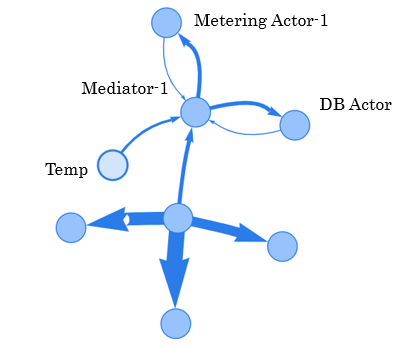 Metering Actor-1
Mediator-1
DB Actor
Temp